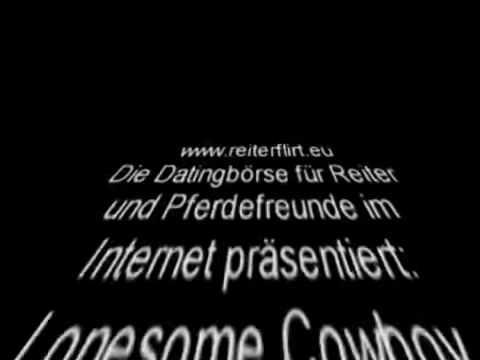 www.reiterflirt.eu
Die Datingbörse für Reiter
und Pferdefreunde im
Internet präsentiert:
Lonesome Cowboy